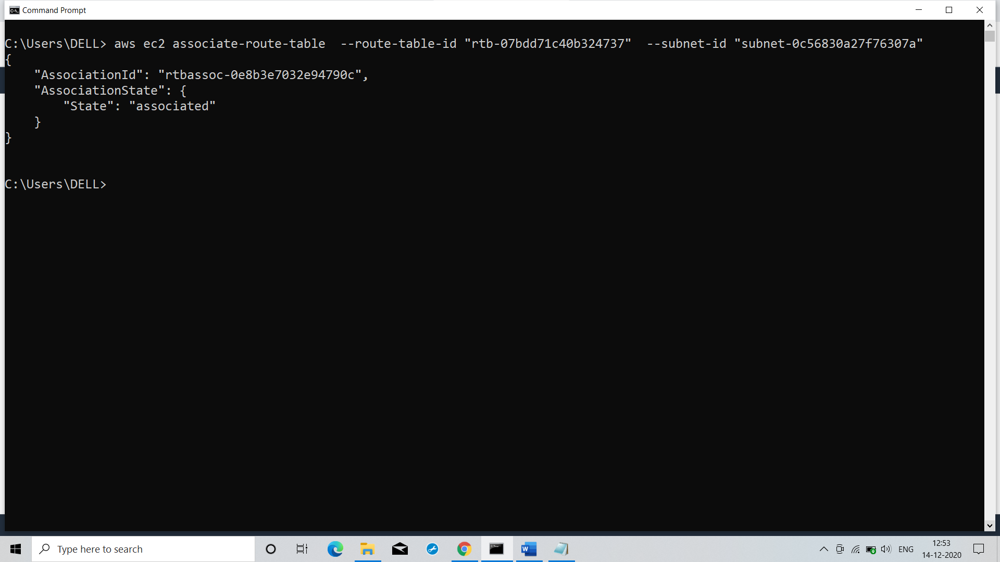 Command Prompt
C:\Users\DELL> aws ec2 associate-route-table  --route-table-id "rtb-07bdd71c40b324737"  --subnet-id "subnet-0c56830a27f76307a"
{
    "AssociationId": "rtbassoc-0e8b3e7032e94790c",
    "AssociationState": {
        "State": "associated"
    }
}
C:\Users\DELL>
Type here to search
ENG
12:53
14-12-2020